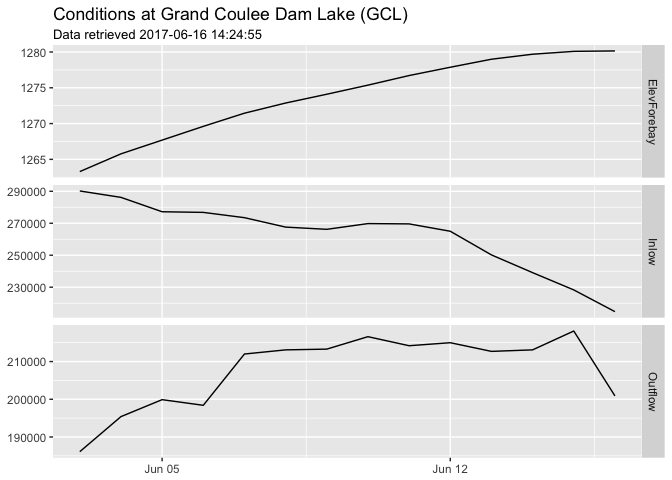 Conditions at Grand Coulee Dam Lake (GCL)
Data retrieved 2017-06-16 14:24:55
1280
1275
1270
1265
ElevForebay
290000
270000
250000
230000
Inlow
210000
200000
190000
Outflow
Jun 05
Jun 12